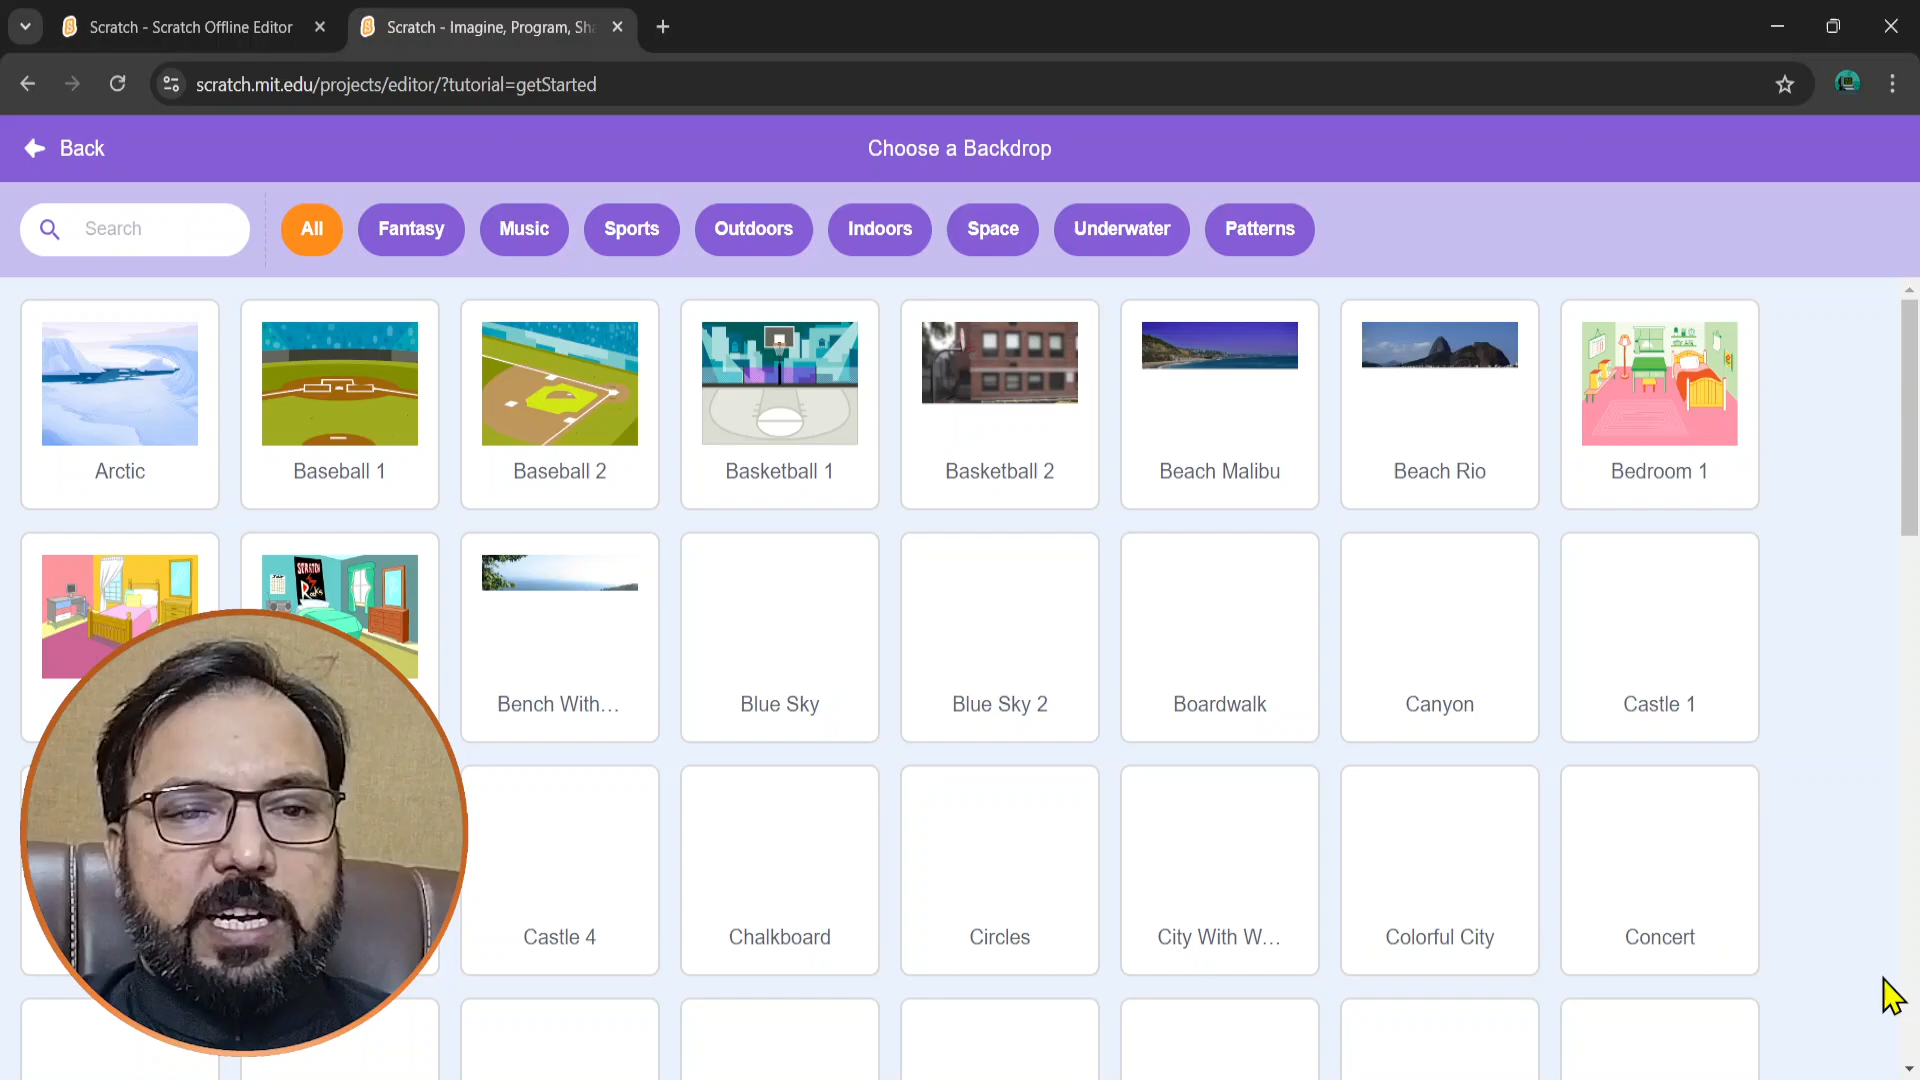 Scratch - Scratch Offline Editor
Scratch - Imagine, Program, Sha
scratch.mit.edu/projects/editor/?tutorial=getStarted
Back
Choose a Backdrop
Search
All
Fantasy
Music
Sports
Outdoors
Indoors
Space
Underwater
Patterns
Arctic
Baseball 1
Baseball 2
Basketball 1
Basketball 2
Beach Malibu
Beach Rio
Bedroom 1
SCRATCH
Rocks
Bench With...
Blue Sky
Blue Sky 2
Boardwalk
Canyon
Castle 1
Castle 4
Chalkboard
Circles
City With W...
Colorful City
Concert